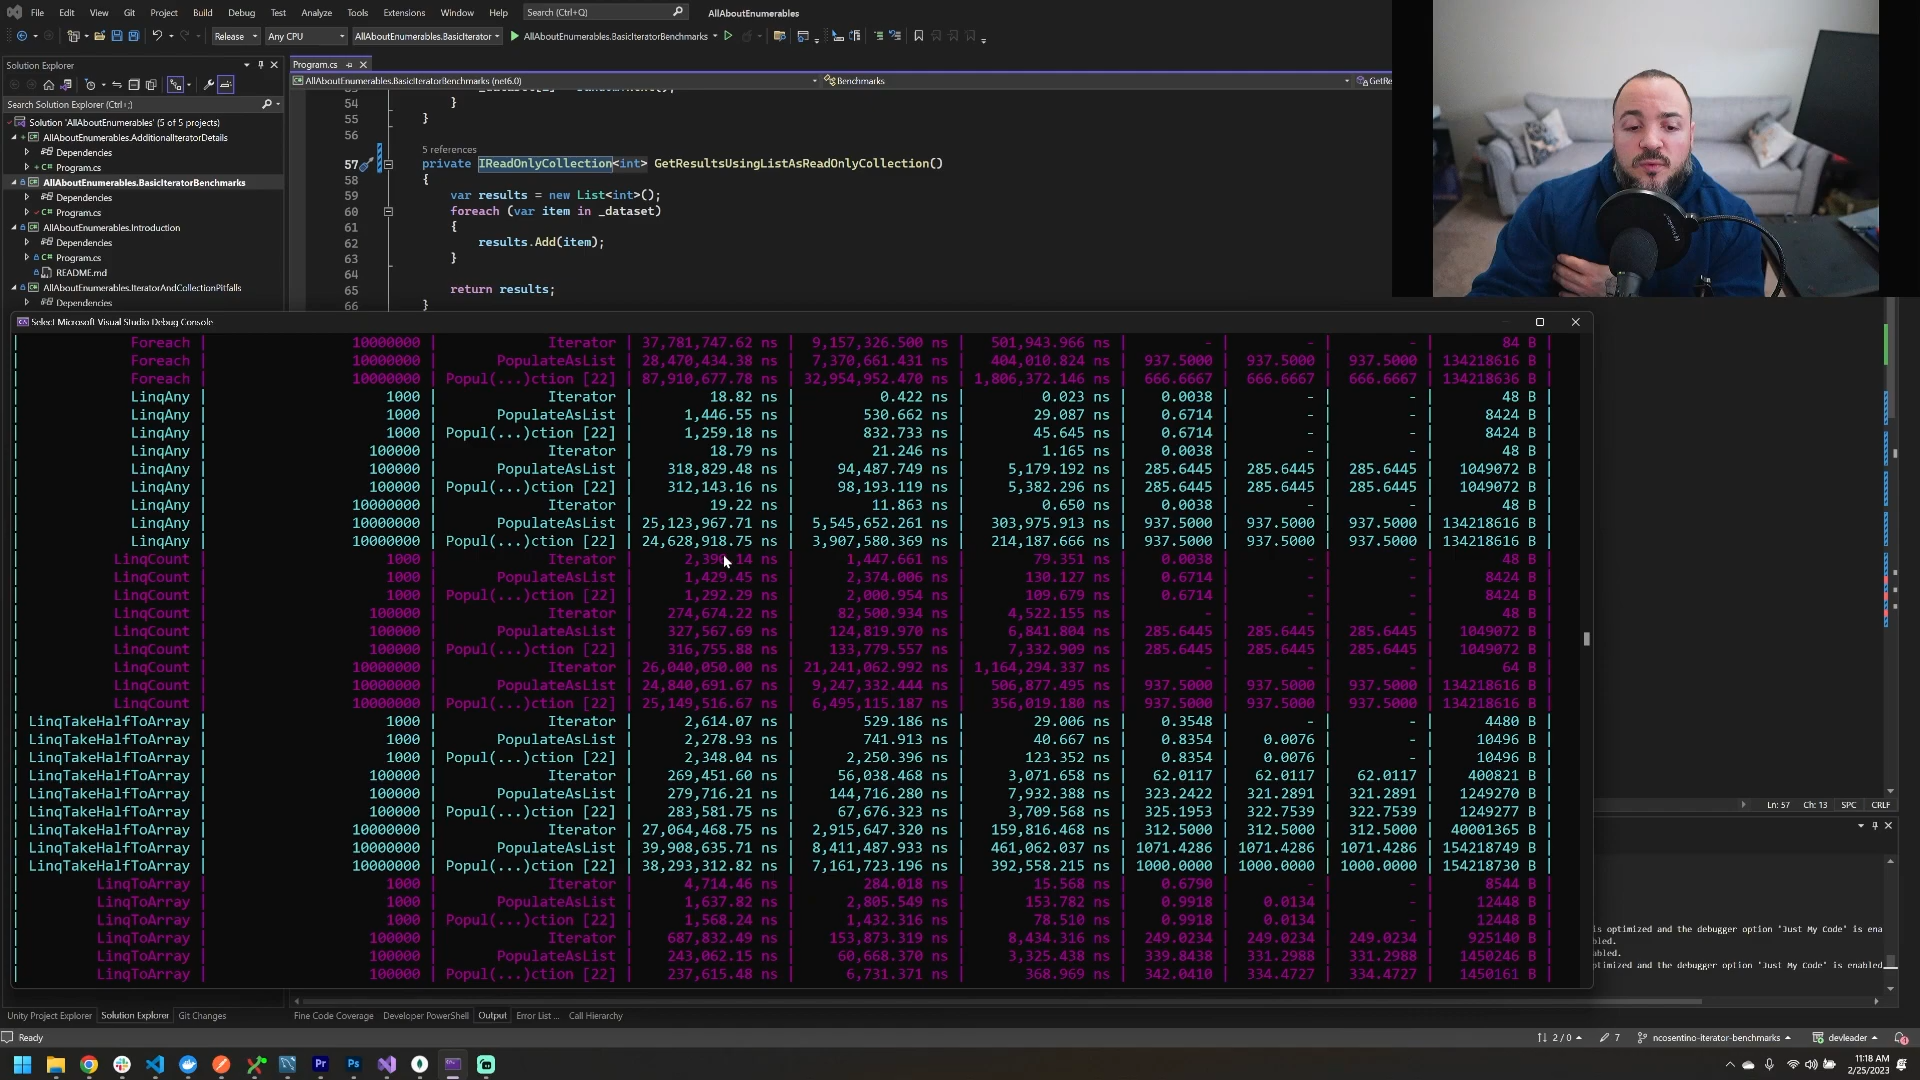 File Edit View Git Project Build Debug Test Analyze Tools Extensions Window Help Search (Ctrl+Q) AllAboutEnumerables
Release Any CPU AllAboutEnumerables.BasicIterator AllAboutEnumerables.BasicIteratorBenchmarks
Solution Explorer
Search Solution Explorer (Ctrl+;)
Solution 'AllAboutEnumerables' (5 of 5 projects)
AllAboutEnumerables.AdditionalIteratorDetails
Dependencies
C# Program.cs
AllAboutEnumerables.BasicIteratorBenchmarks
Dependencies
C# Program.cs
AllAboutEnumerables.Introduction
Dependencies
C# Program.cs
README.md
AllAboutEnumerables.IteratorAndCollectionPitfalls
Dependencies
Program.cs
AllAboutEnumerables.BasicIteratorBenchmarks (net6.0) Benchmarks GetRe
54 }
55 }
56
5 references
57 private IReadOnlyCollection<int> GetResultsUsingListAsReadOnlyCollection()
58 {
59 var results = new List<int>();
60 foreach (var item in _dataset)
61 {
62 results.Add(item);
63 }
64
65 return results;
66 }
Select Microsoft Visual Studio Debug Console
| Foreach | 10000000 | Iterator | 37,781,747.62 ns | 9,157,326.500 ns | 501,943.966 ns | - | - | - | 84 B |
| Foreach | 10000000 | PopulateAsList | 28,470,434.38 ns | 7,370,661.431 ns | 404,010.824 ns | 937.5000 | 937.5000 | 937.5000 | 134218616 B |
| Foreach | 10000000 | Popul(...)ction [22] | 87,910,677.78 ns | 32,954,952.470 ns | 1,806,372.146 ns | 666.6667 | 666.6667 | 666.6667 | 134218636 B |
| LinqAny | 1000 | Iterator | 18.82 ns | 0.422 ns | 0.023 ns | 0.0038 | - | - | 48 B |
| LinqAny | 1000 | PopulateAsList | 1,446.55 ns | 530.662 ns | 29.087 ns | 0.6714 | - | - | 8424 B |
| LinqAny | 1000 | Popul(...)ction [22] | 1,259.18 ns | 832.733 ns | 45.645 ns | 0.6714 | - | - | 8424 B |
| LinqAny | 100000 | Iterator | 18.79 ns | 21.246 ns | 1.165 ns | 0.0038 | - | - | 48 B |
| LinqAny | 100000 | PopulateAsList | 318,829.48 ns | 94,487.749 ns | 5,179.192 ns | 285.6445 | 285.6445 | 285.6445 | 1049072 B |
| LinqAny | 100000 | Popul(...)ction [22] | 312,143.16 ns | 98,193.119 ns | 5,382.296 ns | 285.6445 | 285.6445 | 285.6445 | 1049072 B |
| LinqAny | 10000000 | Iterator | 19.22 ns | 11.863 ns | 0.650 ns | 0.0038 | - | - | 48 B |
| LinqAny | 10000000 | PopulateAsList | 25,123,967.71 ns | 5,545,652.261 ns | 303,975.913 ns | 937.5000 | 937.5000 | 937.5000 | 134218616 B |
| LinqAny | 10000000 | Popul(...)ction [22] | 24,628,918.75 ns | 3,907,580.369 ns | 214,187.666 ns | 937.5000 | 937.5000 | 937.5000 | 134218616 B |
| LinqCount | 1000 | Iterator | ns | 1,447.661 ns | 79.351 ns | 0.0038 | - | - | 48 B |
| LinqCount | 1000 | PopulateAsList | 1,429.45 ns | 2,374.006 ns | 130.127 ns | 0.6714 | - | - | 8424 B |
| LinqCount | 1000 | Popul(...)ction [22] | 1,292.29 ns | 2,000.954 ns | 109.679 ns | 0.6714 | - | - | 8424 B |
| LinqCount | 100000 | Iterator | 274,674.22 ns | 82,500.934 ns | 4,522.155 ns | - | - | - | 48 B |
| LinqCount | 100000 | PopulateAsList | 327,567.69 ns | 124,819.970 ns | 6,841.804 ns | 285.6445 | 285.6445 | 285.6445 | 1049072 B |
| LinqCount | 100000 | Popul(...)ction [22] | 316,755.88 ns | 133,779.557 ns | 7,332.909 ns | 285.6445 | 285.6445 | 285.6445 | 1049072 B |
| LinqCount | 10000000 | Iterator | 26,040,050.00 ns | 21,241,062.992 ns | 1,164,294.337 ns | - | - | - | 64 B |
| LinqCount | 10000000 | PopulateAsList | 24,840,691.67 ns | 9,247,332.444 ns | 506,877.495 ns | 937.5000 | 937.5000 | 937.5000 | 134218616 B |
| LinqCount | 10000000 | Popul(...)ction [22] | 25,149,516.67 ns | 6,495,115.187 ns | 356,019.180 ns | 937.5000 | 937.5000 | 937.5000 | 134218616 B |
| LinqTakeHalfToArray | 1000 | Iterator | 2,614.07 ns | 529.186 ns | 29.006 ns | 0.3548 | - | - | 4480 B |
| LinqTakeHalfToArray | 1000 | PopulateAsList | 2,278.93 ns | 741.913 ns | 40.667 ns | 0.8354 | 0.0076 | - | 10496 B |
| LinqTakeHalfToArray | 1000 | Popul(...)ction [22] | 2,348.04 ns | 2,250.396 ns | 123.352 ns | 0.8354 | 0.0076 | - | 10496 B |
| LinqTakeHalfToArray | 100000 | Iterator | 269,451.60 ns | 56,038.468 ns | 3,071.658 ns | 62.0117 | 62.0117 | 62.0117 | 400821 B |
| LinqTakeHalfToArray | 100000 | PopulateAsList | 279,716.21 ns | 144,716.280 ns | 7,932.388 ns | 323.2422 | 321.2891 | 321.2891 | 1249270 B |
| LinqTakeHalfToArray | 100000 | Popul(...)ction [22] | 283,581.75 ns | 67,676.323 ns | 3,709.568 ns | 325.1953 | 322.7539 | 322.7539 | 1249277 B |
| LinqTakeHalfToArray | 10000000 | Iterator | 27,064,468.75 ns | 2,915,647.320 ns | 159,816.468 ns | 312.5000 | 312.5000 | 312.5000 | 40001365 B |
| LinqTakeHalfToArray | 10000000 | PopulateAsList | 39,908,635.71 ns | 8,411,487.933 ns | 461,062.037 ns | 1071.4286 | 1071.4286 | 1071.4286 | 154218749 B |
| LinqTakeHalfToArray | 10000000 | Popul(...)ction [22] | 38,293,312.82 ns | 7,161,723.196 ns | 392,558.215 ns | 1000.0000 | 1000.0000 | 1000.0000 | 154218730 B |
| LinqToArray | 1000 | Iterator | 4,714.46 ns | 284.018 ns | 15.568 ns | 0.6790 | - | - | 8544 B |
| LinqToArray | 1000 | PopulateAsList | 1,637.82 ns | 2,805.549 ns | 153.782 ns | 0.9918 | 0.0134 | - | 12448 B |
| LinqToArray | 1000 | Popul(...)ction [22] | 1,568.24 ns | 1,432.316 ns | 78.510 ns | 0.9918 | 0.0134 | - | 12448 B |
| LinqToArray | 100000 | Iterator | 687,832.49 ns | 153,873.319 ns | 8,434.316 ns | 249.0234 | 249.0234 | 249.0234 | 925140 B |
| LinqToArray | 100000 | PopulateAsList | 243,062.15 ns | 60,668.370 ns | 3,325.438 ns | 339.8438 | 331.2988 | 331.2988 | 1450246 B |
| LinqToArray | 100000 | Popul(...)ction [22] | 237,615.48 ns | 6,731.371 ns | 368.969 ns | 342.0410 | 334.4727 | 334.4727 | 1450161 B |
Ln: 57 Ch: 13 SPC CRLF
is optimized and the debugger option 'Just My Code' is ena
bled.
abled.
ptimized and the debugger option 'Just My Code' is enabled
Unity Project Explorer Solution Explorer Git Changes Fine Code Coverage Developer PowerShell Output Error List ... Call Hierarchy
Ready 2 / 0 7 ncosentino-iterator-benchmarks devleader
11:18 AM
2/25/2023